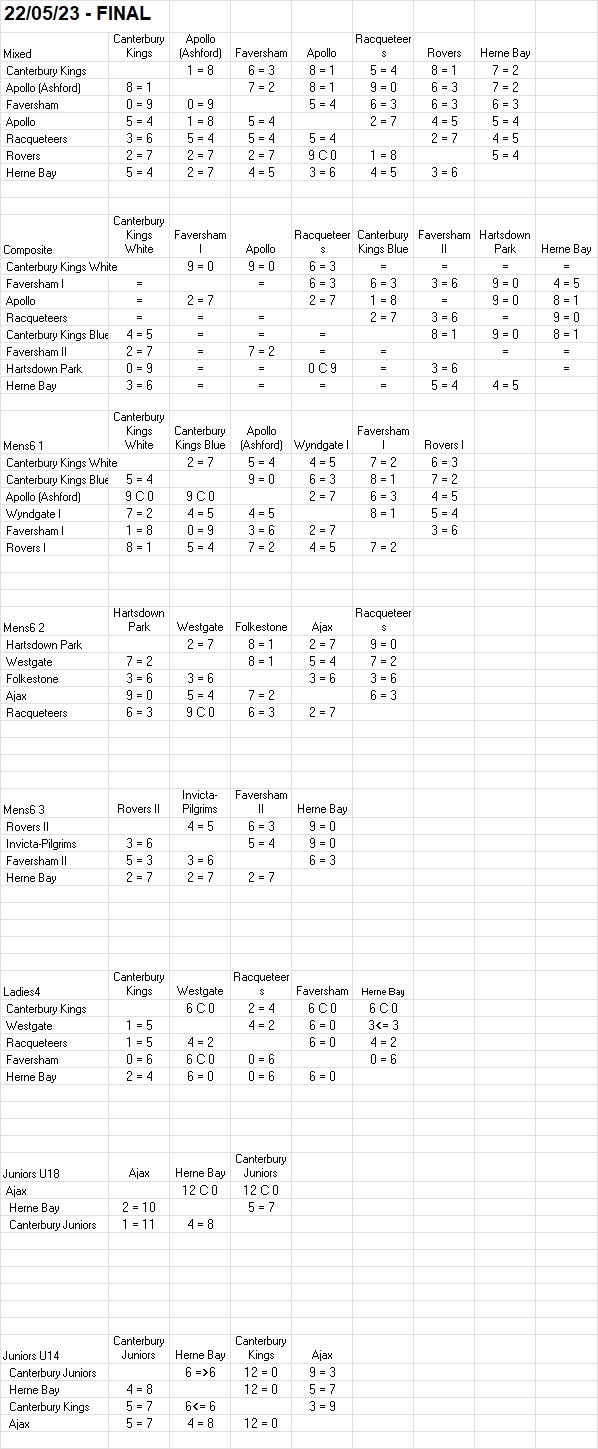 22/05/23 - FINAL
Mixed Canterbury Kings Apollo (Ashford) Faversham Apollo Racqueteers Rovers Herne Bay
Canterbury Kings 1 = 8 6 = 3 8 = 1 5 = 4 8 = 1 7 = 2
Apollo (Ashford) 8 = 1 7 = 2 8 = 1 9 = 0 6 = 3 7 = 2
Faversham 0 = 9 0 = 9 5 = 4 6 = 3 6 = 3 6 = 3
Apollo 5 = 4 1 = 8 5 = 4 2 = 7 4 = 5 5 = 4
Racqueteers 3 = 6 5 = 4 5 = 4 5 = 4 2 = 7 4 = 5
Rovers 2 = 7 2 = 7 2 = 7 9 C 0 1 = 8 5 = 4
Herne Bay 5 = 4 2 = 7 4 = 5 3 = 6 4 = 5 3 = 6
Composite Canterbury Kings White Faversham I Apollo Racqueteers Canterbury Kings Blue Faversham II Hartsdown Park Herne Bay
Canterbury Kings White 9 = 0 9 = 0 6 = 3 = = = =
Faversham I = = 6 = 3 6 = 3 3 = 6 9 = 0 4 = 5
Apollo = 2 = 7 2 = 7 1 = 8 = 9 = 0 8 = 1
Racqueteers = = = 2 = 7 3 = 6 = 9 = 0
Canterbury Kings Blue 4 = 5 = = = 8 = 1 9 = 0 8 = 1
Faversham II 2 = 7 = 7 = 2 = = = =
Hartsdown Park 0 = 9 = = 0 C 9 = 3 = 6 =
Herne Bay 3 = 6 = = = = 5 = 4 4 = 5
Mens6 1 Canterbury Kings White Canterbury Kings Blue Apollo (Ashford) Wyndgate I Faversham I Rovers I
Canterbury Kings White 2 = 7 5 = 4 4 = 5 7 = 2 6 = 3
Canterbury Kings Blue 5 = 4 9 = 0 6 = 3 8 = 1 7 = 2
Apollo (Ashford) 9 C 0 9 C 0 2 = 7 6 = 3 4 = 5
Wyndgate I 7 = 2 4 = 5 4 = 5 8 = 1 5 = 4
Faversham I 1 = 8 0 = 9 3 = 6 2 = 7 3 = 6
Rovers I 8 = 1 5 = 4 7 = 2 4 = 5 7 = 2
Mens6 2 Hartsdown Park Westgate Folkestone Ajax Racqueteers
Hartsdown Park 2 = 7 8 = 1 2 = 7 9 = 0
Westgate 7 = 2 8 = 1 5 = 4 7 = 2
Folkestone 3 = 6 3 = 6 3 = 6 3 = 6
Ajax 9 = 0 5 = 4 7 = 2 6 = 3
Racqueteers 6 = 3 9 C 0 6 = 3 2 = 7
Mens6 3 Rovers II Invicta-Pilgrims Faversham II Herne Bay
Rovers II 4 = 5 6 = 3 9 = 0
Invicta-Pilgrims 3 = 6 5 = 4 9 = 0
Faversham II 5 = 3 3 = 6 6 = 3
Herne Bay 2 = 7 2 = 7 2 = 7
Ladies4 Canterbury Kings Westgate Racqueteers Faversham Herne Bay
Canterbury Kings 6 C 0 2 = 4 6 C 0 6 C 0
Westgate 1 = 5 4 = 2 6 = 0 3<= 3
Racqueteers 1 = 5 4 = 2 6 = 0 4 = 2
Faversham 0 = 6 6 C 0 0 = 6 0 = 6
Herne Bay 2 = 4 6 = 0 0 = 6 6 = 0
Juniors U18 Ajax Herne Bay Canterbury Juniors
Ajax 12 C 0 12 C 0
Herne Bay 2 = 10 5 = 7
Canterbury Juniors 1 = 11 4 = 8
Juniors U14 Canterbury Juniors Herne Bay Canterbury Kings Ajax
Canterbury Juniors 6 =>6 12 = 0 9 = 3
Herne Bay 4 = 8 12 = 0 5 = 7
Canterbury Kings 5 = 7 6<= 6 3 = 9
Ajax 5 = 7 4 = 8 12 = 0